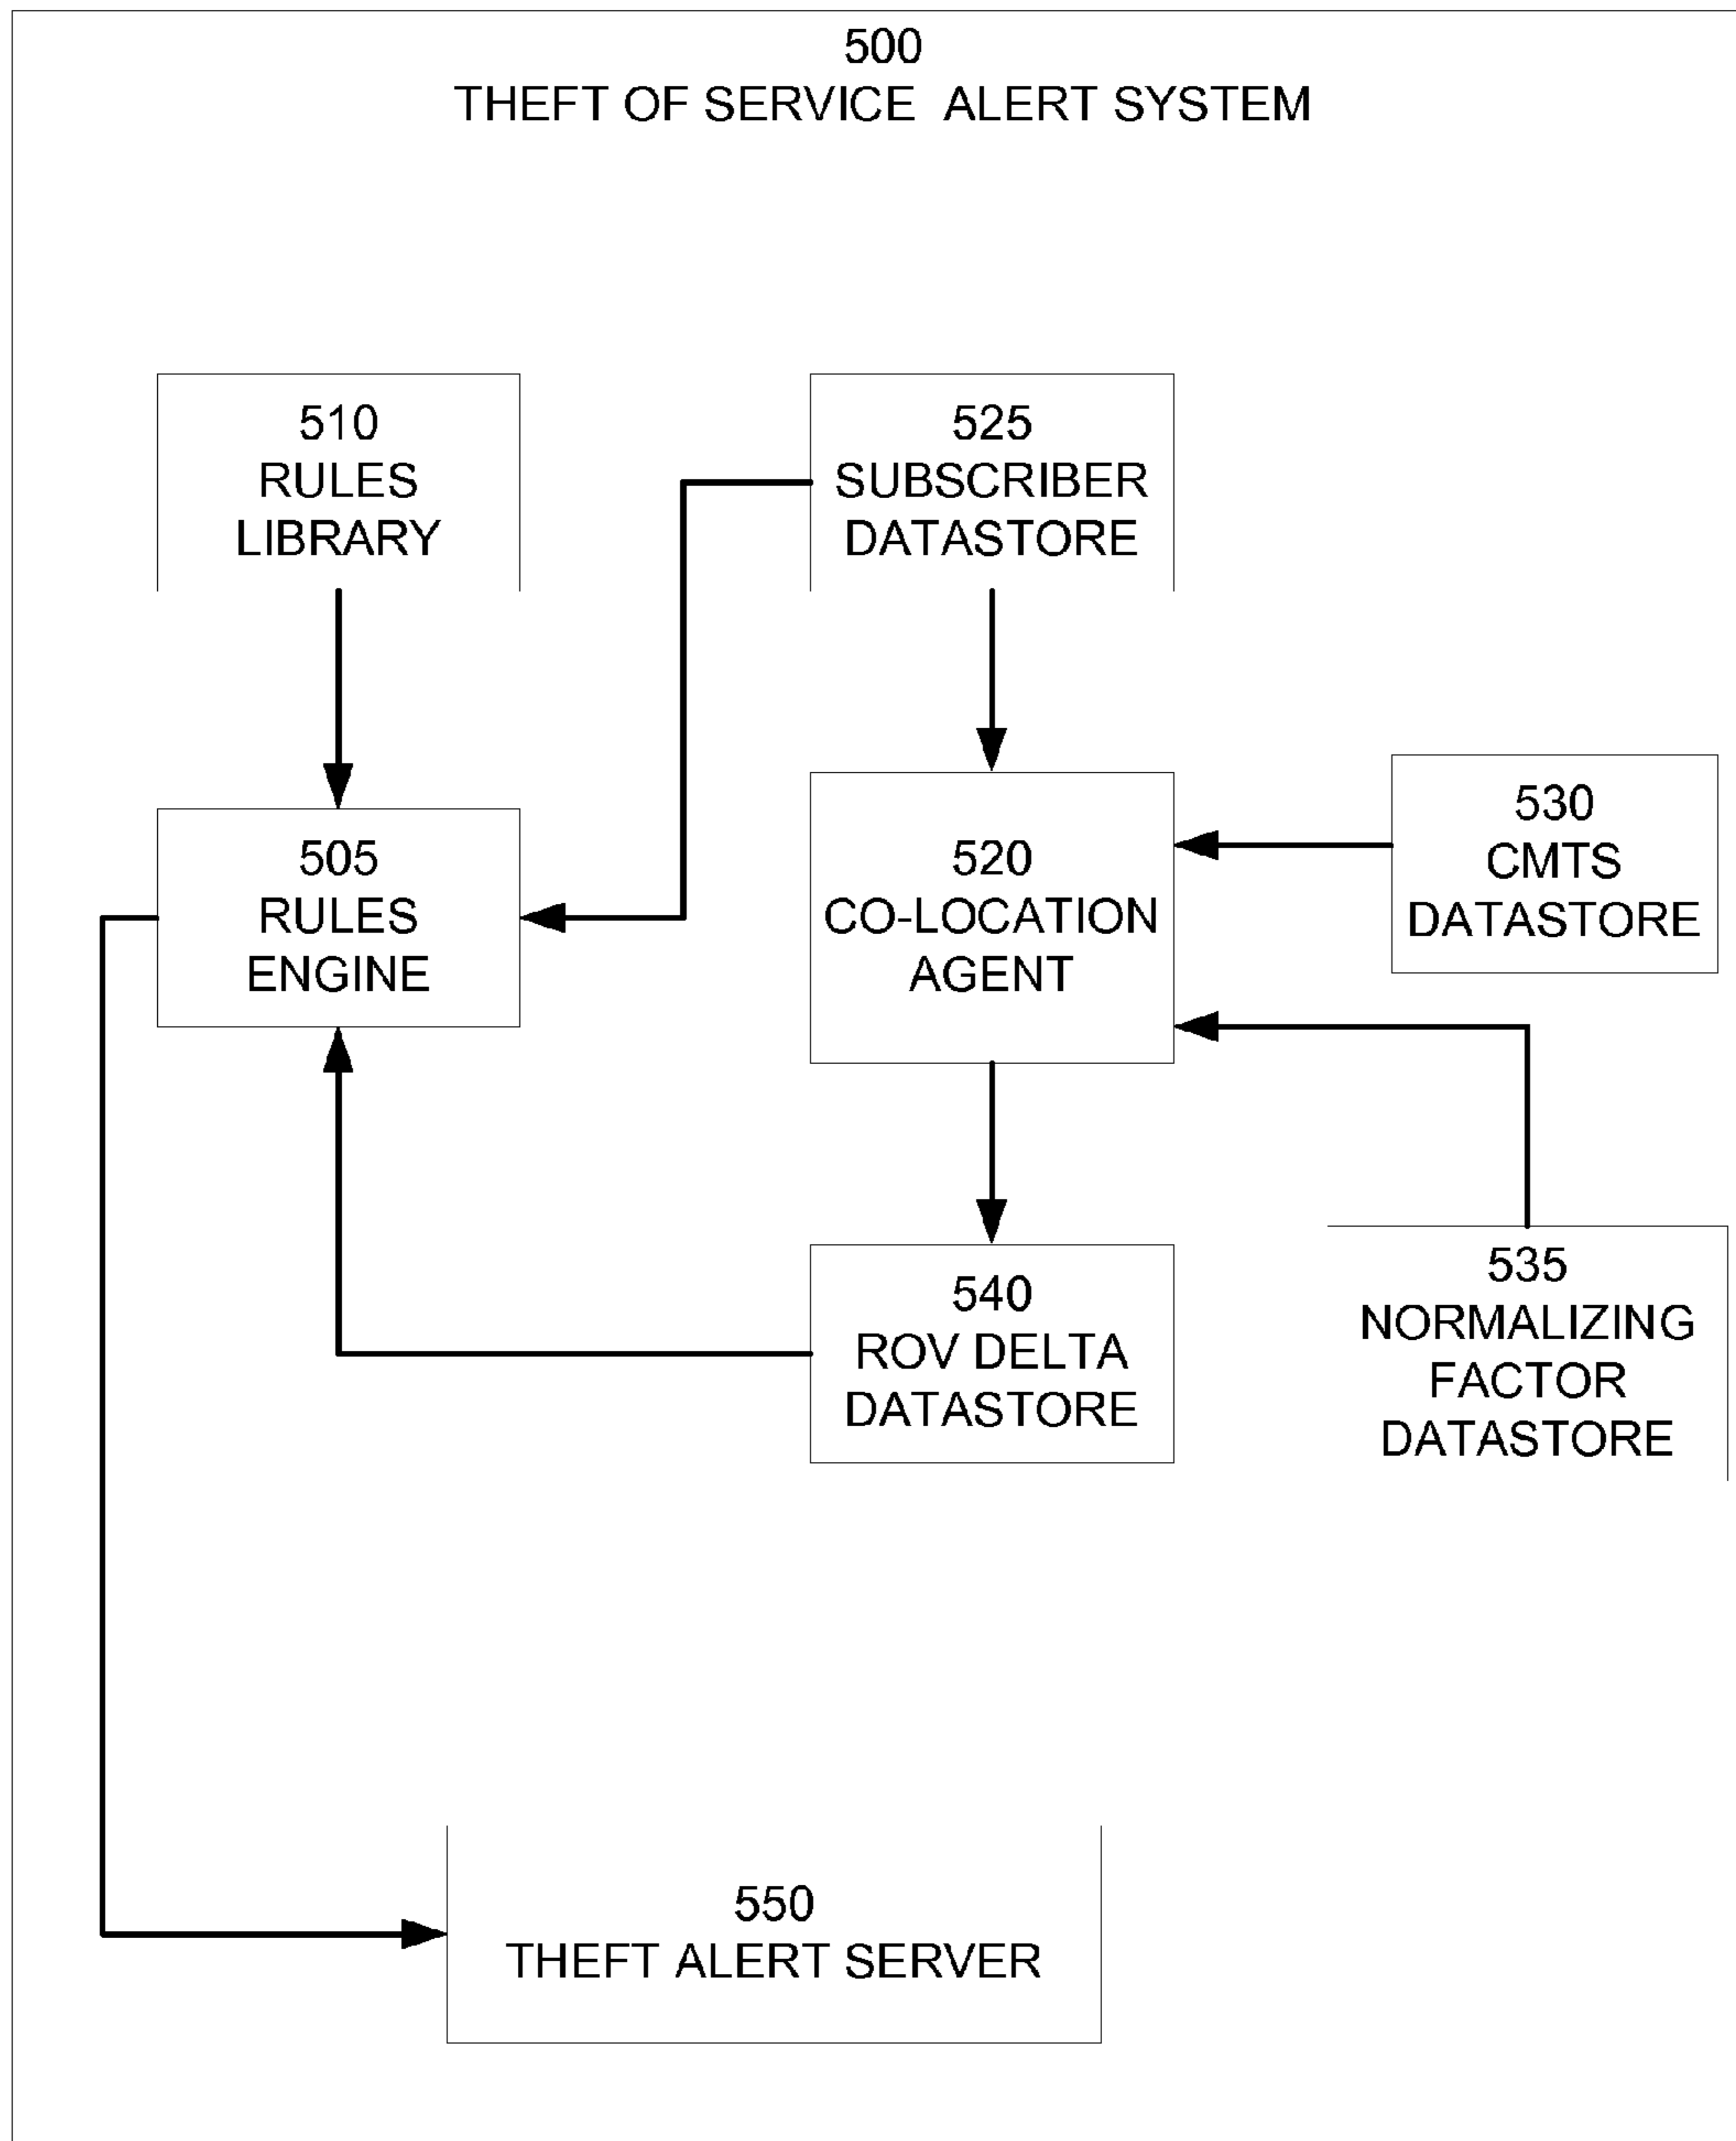 500
THEFT OF SERVICE ALERT SYSTEM
510
RULES
LIBRARY
525
SUBSCRIBER
DATASTORE
505
RULES
ENGINE
520
CO-LOCATION
AGENT
530
CMTS
DATASTORE
540
ROV DELTA
DATASTORE
535
NORMALIZING
FACTOR
DATASTORE
550
THEFT ALERT SERVER